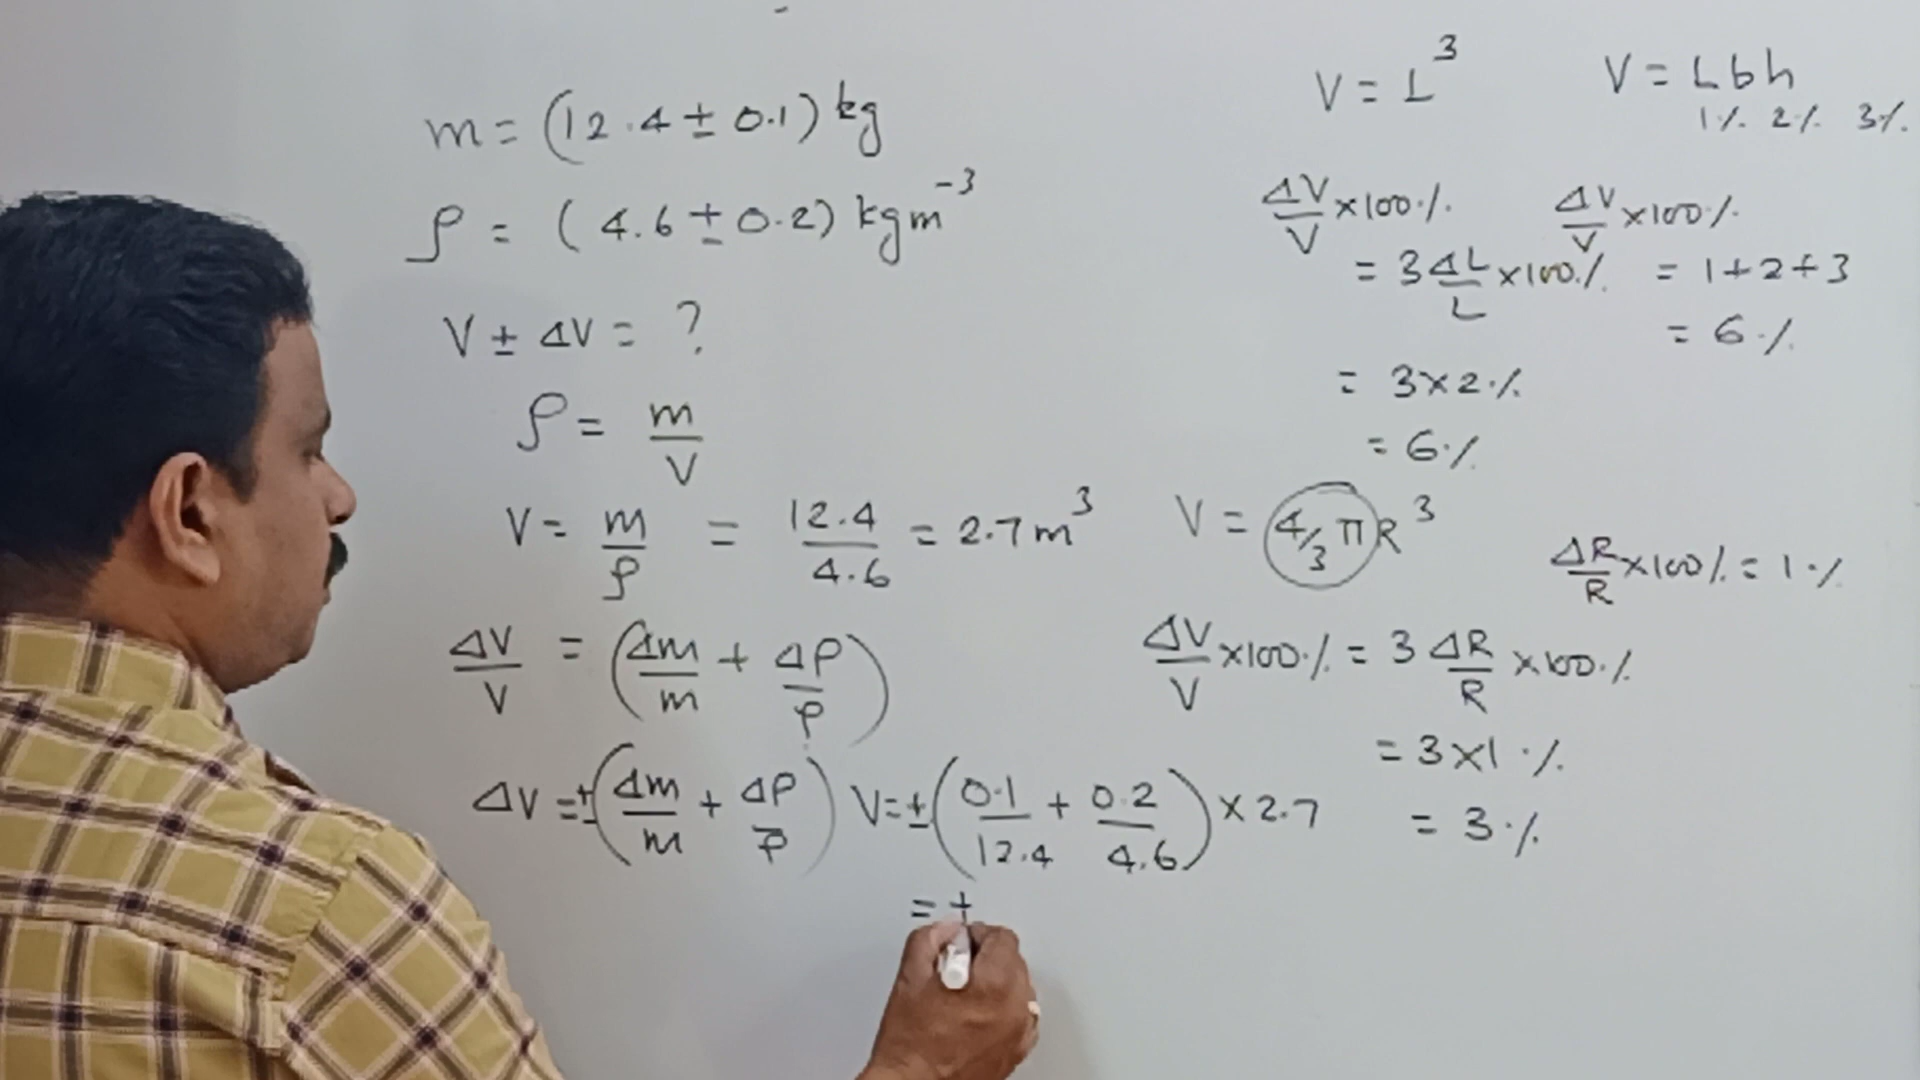 m = (12.4 ± 0.1) kg
ρ = (4.6 ± 0.2) kgm⁻³
V ± ΔV = ?
ρ = m/V
V = m/ρ = 12.4/4.6 = 2.7 m³
ΔV/V = (Δm/m + Δρ/ρ)
ΔV = ±(Δm/m + Δρ/ρ) V = ±(0.1/12.4 + 0.2/4.6) × 2.7
= ±
V = L³
ΔV/V ×100%
= 3 ΔL/L ×100%
= 3×2%
= 6%
V = Lbh
1% 2% 3%
ΔV/V ×100%
= 1+2+3
= 6%
V = 4/3 πR³
ΔR/R ×100% = 1%
ΔV/V ×100% = 3 ΔR/R ×100%
= 3×1%
= 3%